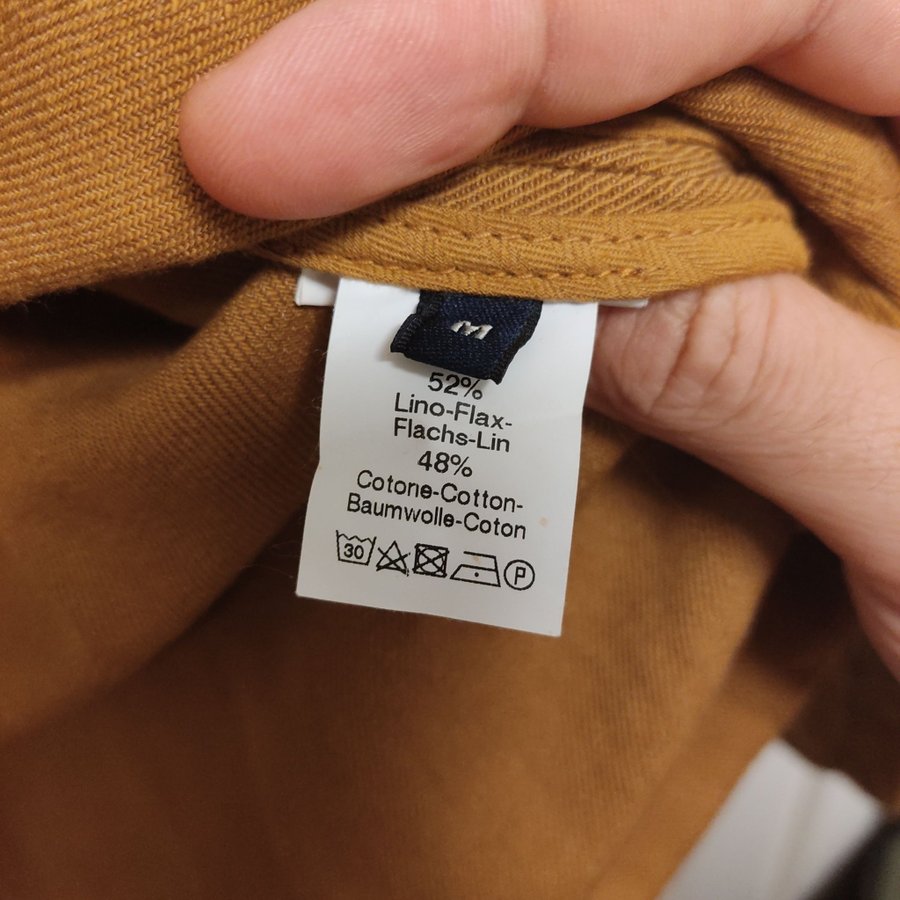 M
52%
Lino-Flax-
Flachs-Lin
48%
Cotone-Cotton-
Baumwolle-Coton
30 P